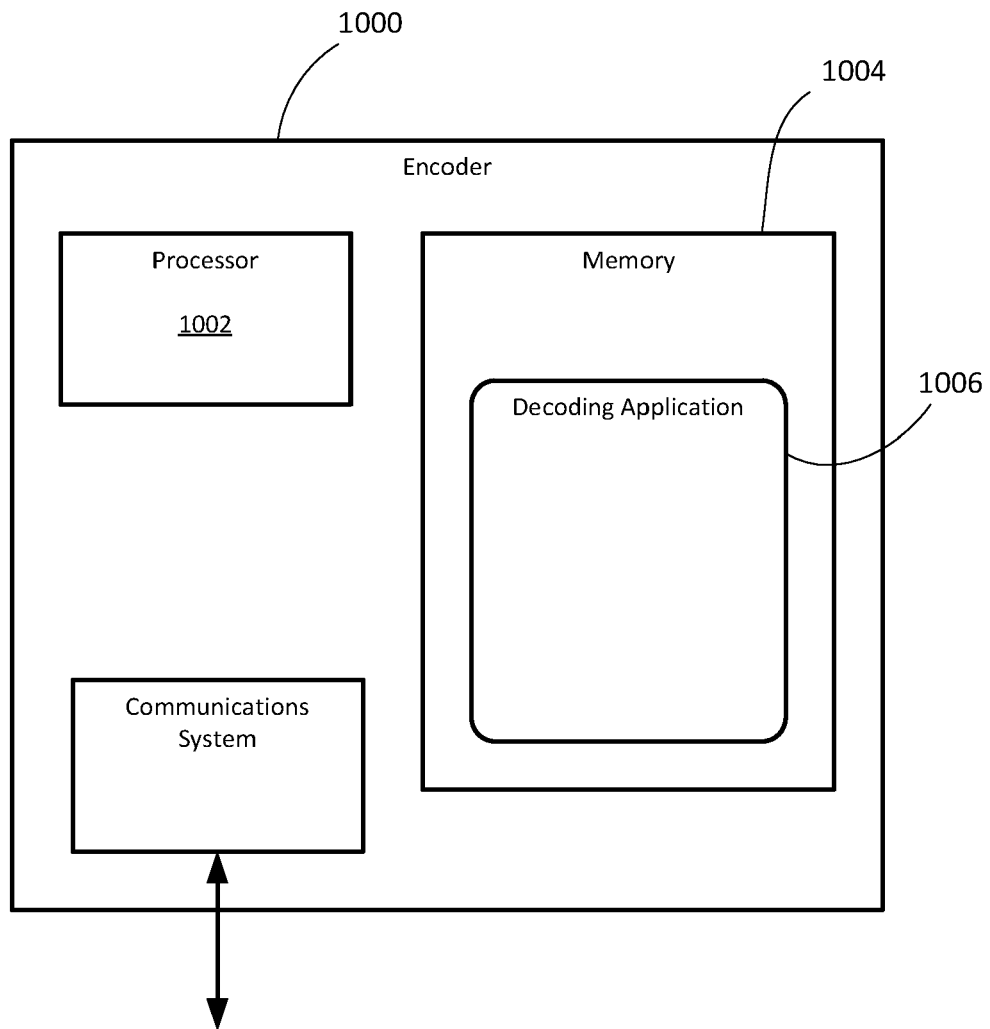 1000
1004
Encoder
Processor
1002
Memory
Decoding Application
1006
Communications
System